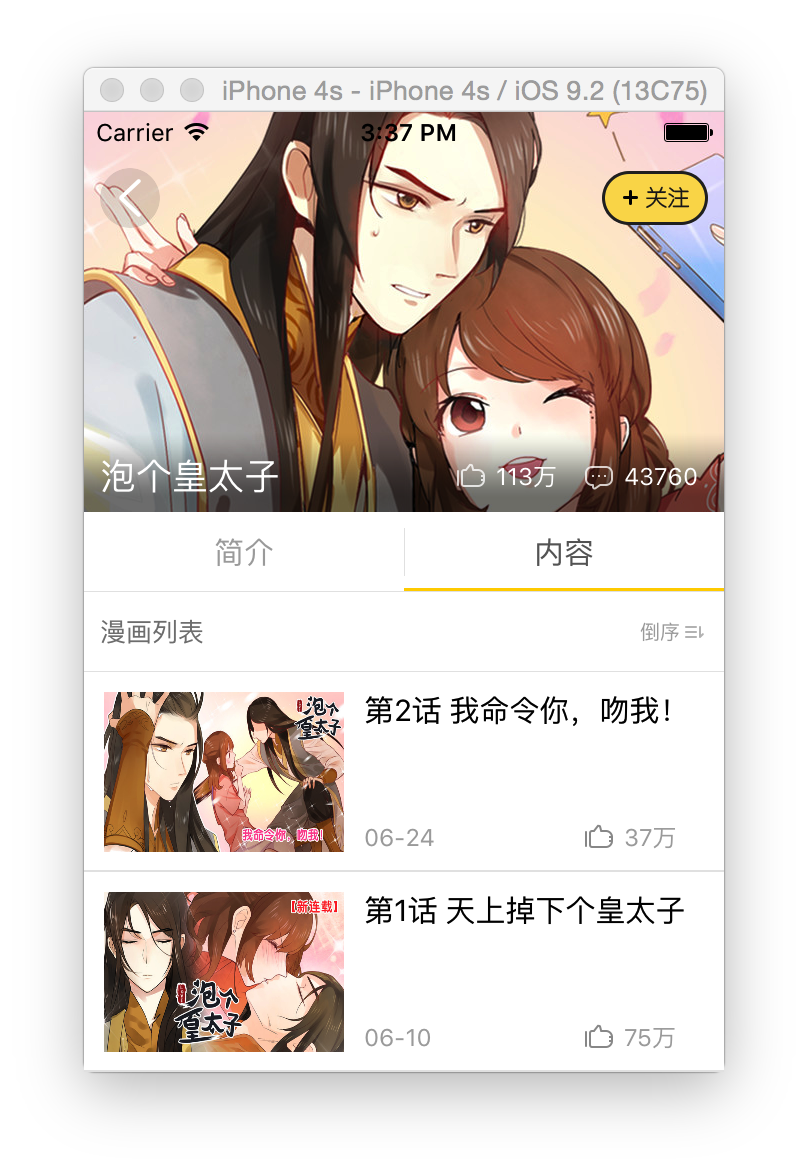 iPhone 4s - iPhone 4s / iOS 9.2 (13C75)
Carrier 3:37 PM
+ 关注
泡个皇太子 113万 43760
简介 内容
漫画列表 倒序
泡个
皇太子
我命令你，吻我！
第2话 我命令你，吻我！
06-24 37万
【新连载】
泡个
皇太子
第1话 天上掉下个皇太子
06-10 75万